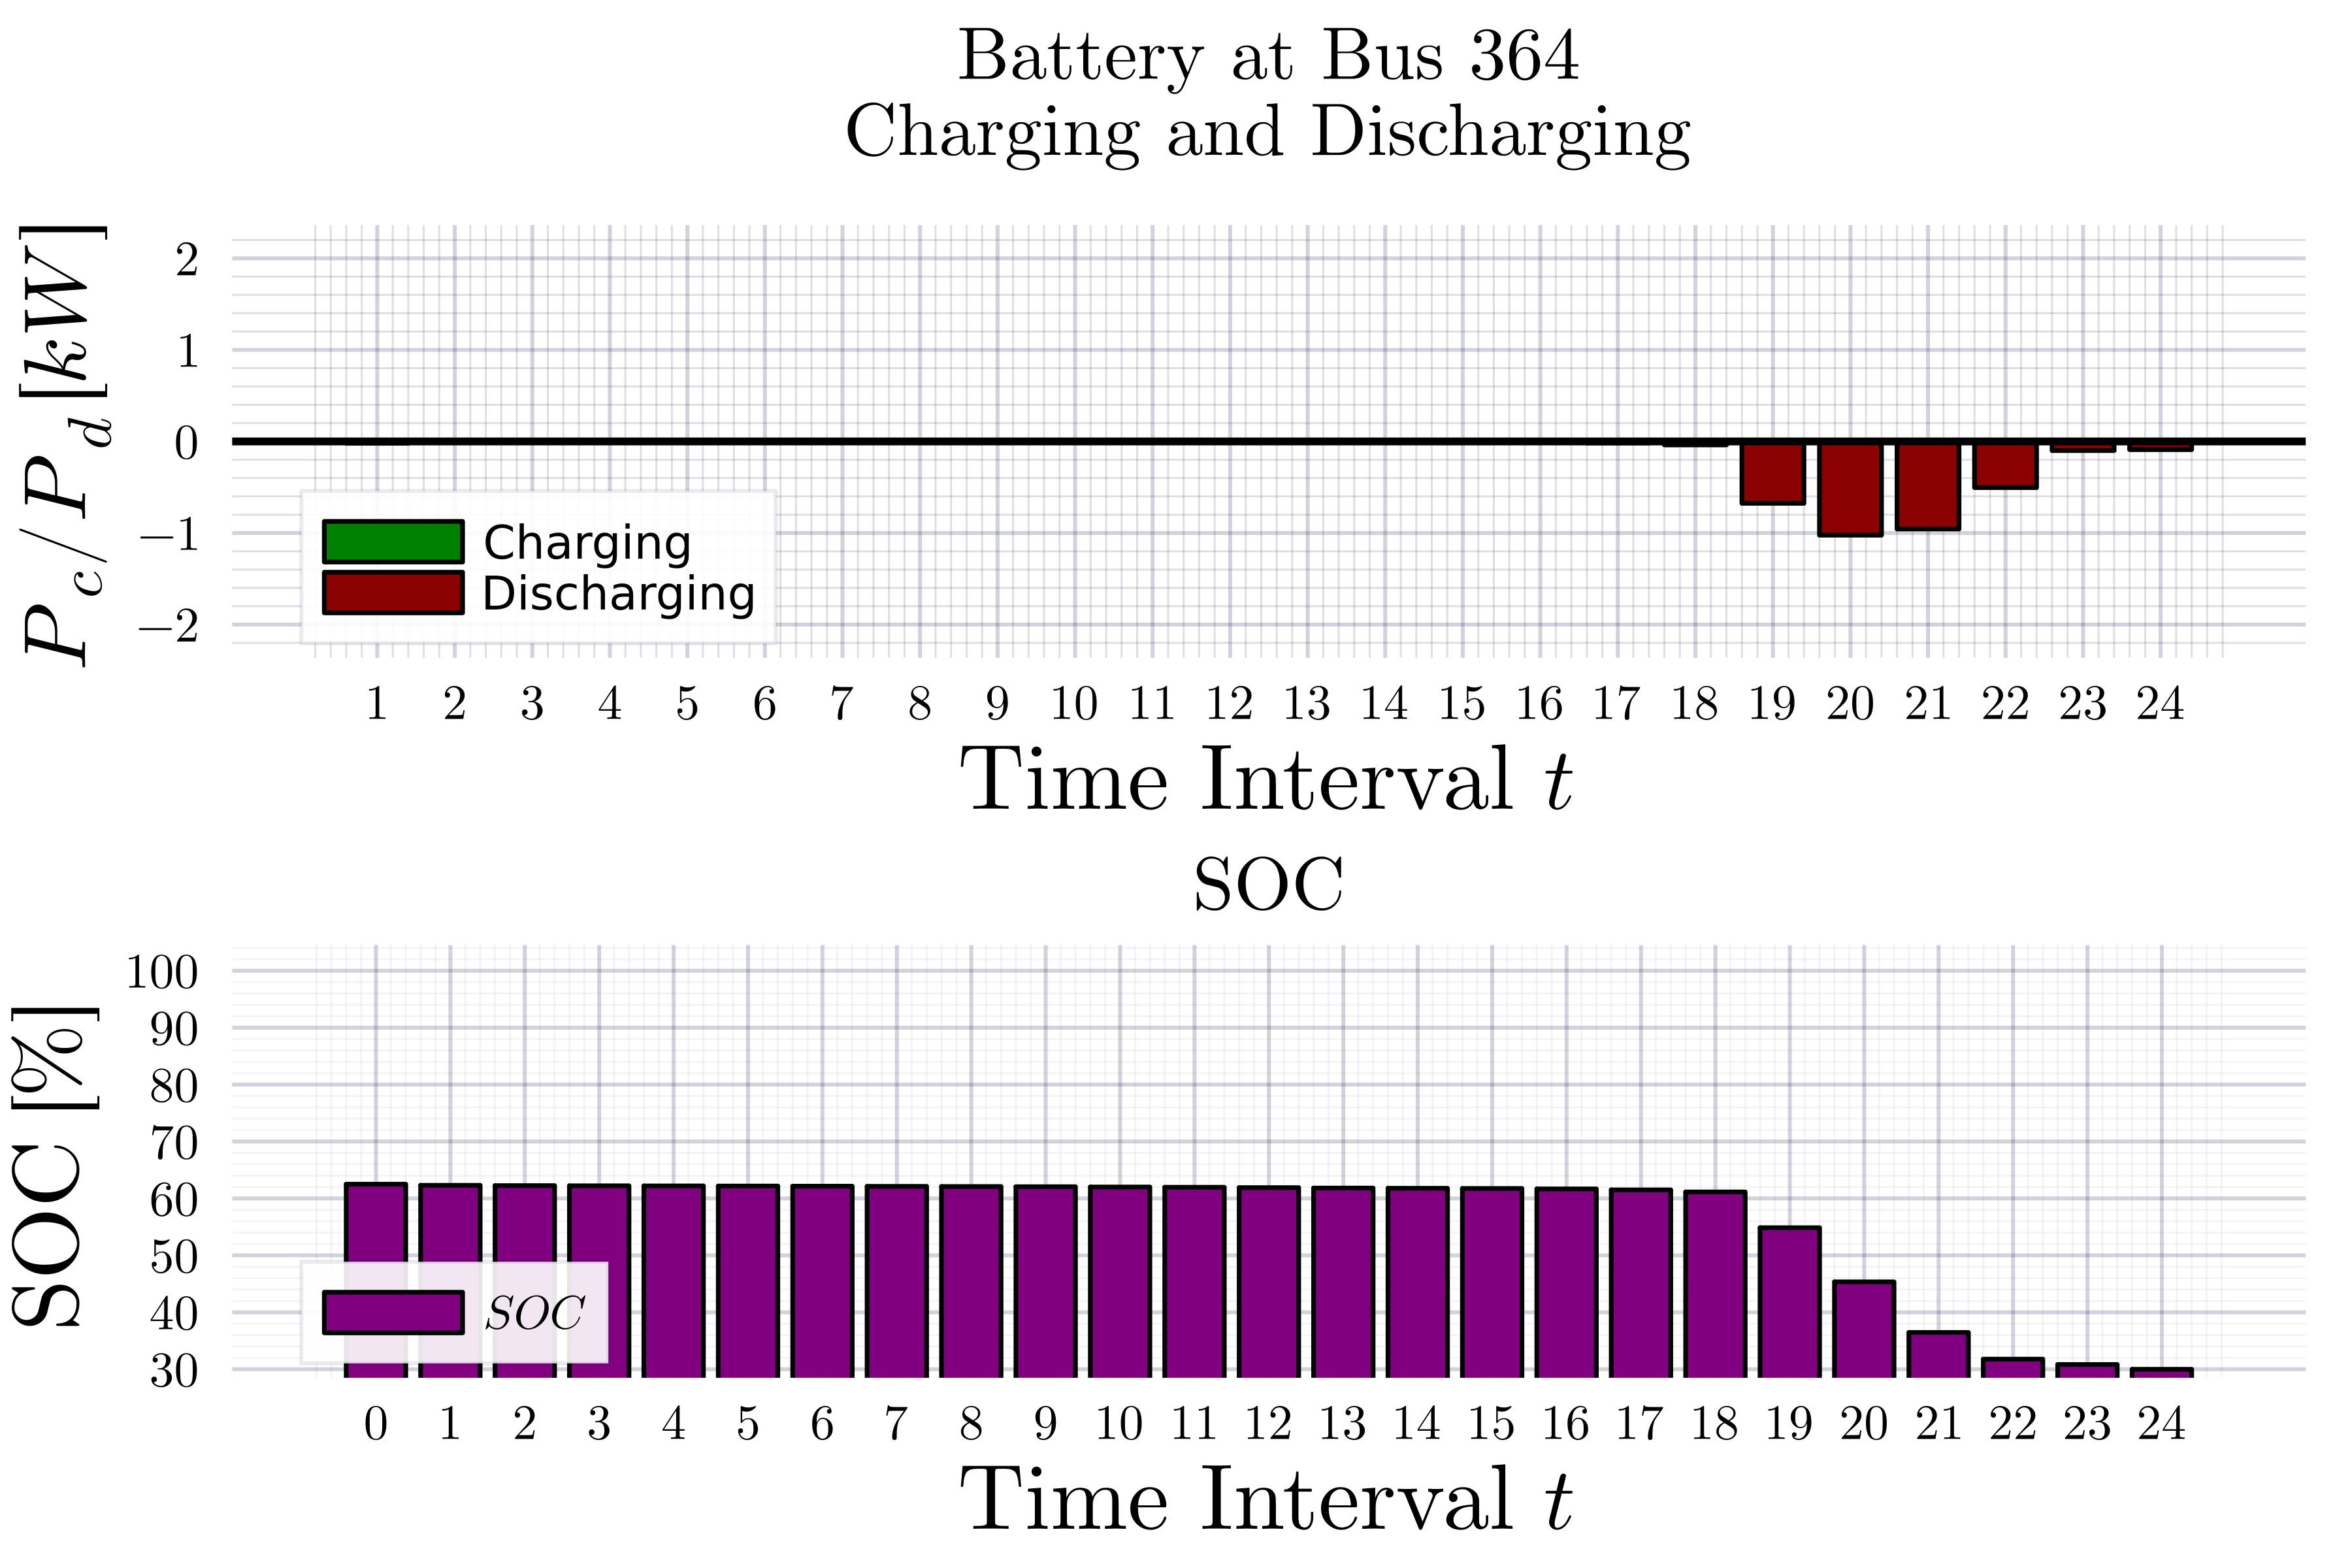 Battery at Bus 364
Charging and Discharging
P_c/P_d [kW]
2
1
0
−1
−2
Charging
Discharging
1 2 3 4 5 6 7 8 9 10 11 12 13 14 15 16 17 18 19 20 21 22 23 24
Time Interval t
SOC
SOC [%]
100
90
80
70
60
50
40
30
SOC
0 1 2 3 4 5 6 7 8 9 10 11 12 13 14 15 16 17 18 19 20 21 22 23 24
Time Interval t